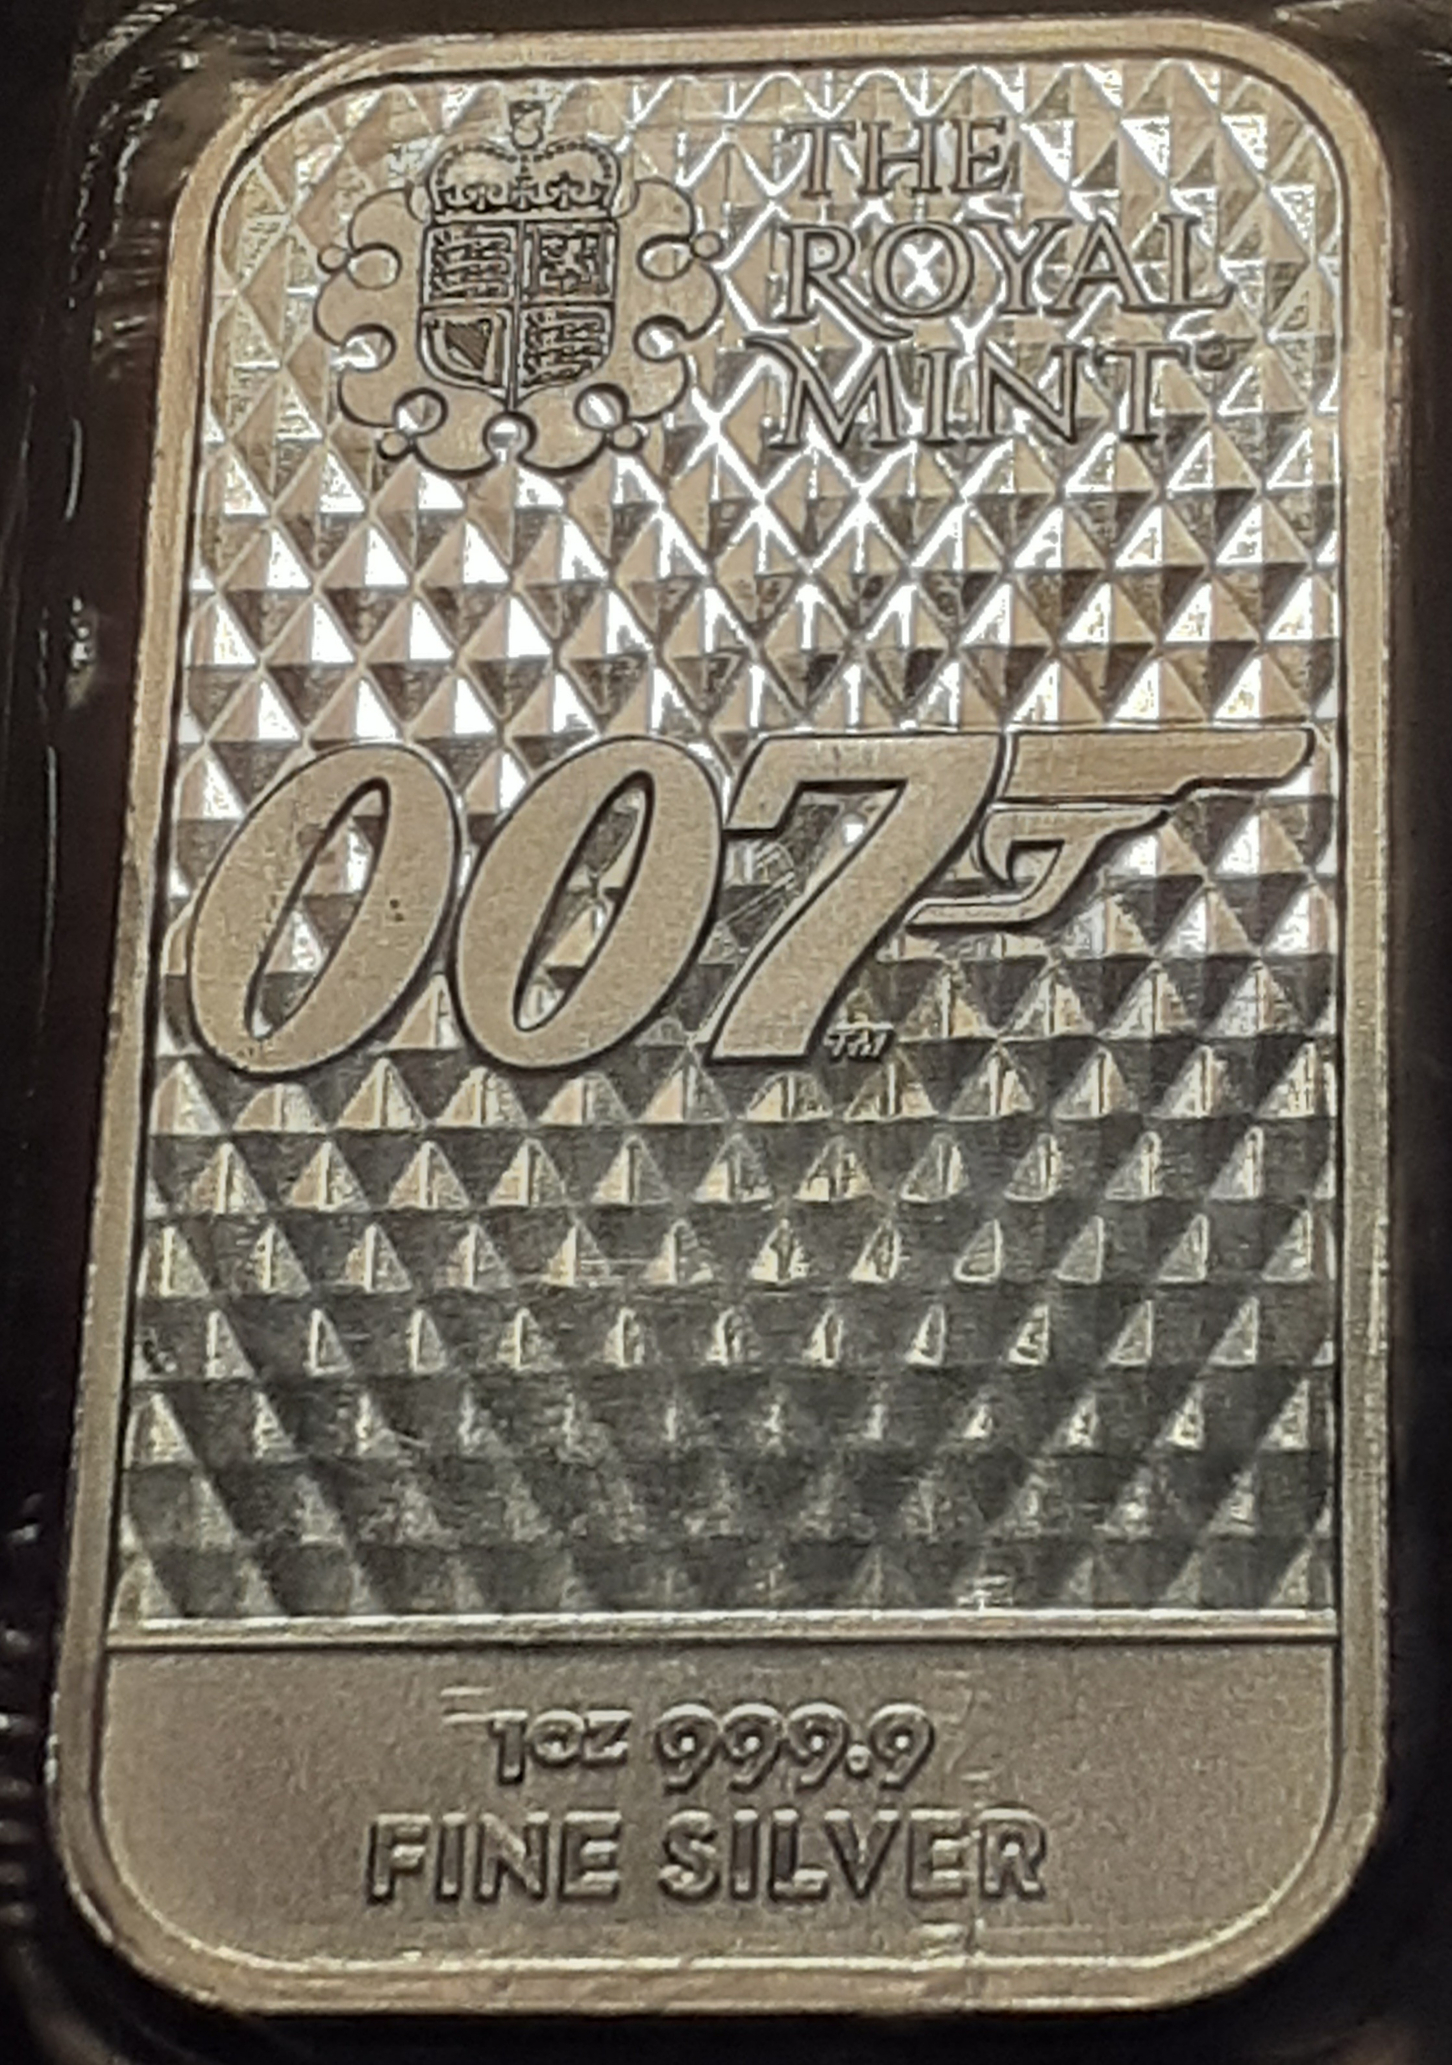 THE
ROYAL
MINT®
007
TM
1oz 999.9
FINE SILVER